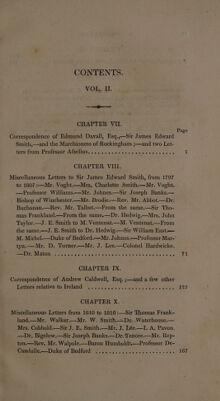 CONTENTS.
VOL. II.
CHAPTER VII.
Page
Correspondence of Edmund Davall, Esq.,—Sir James Edward
Smith,—and the Marchioness of Rockingham;—and two Let-
ters from Professor Afzelius.................... 1
CHAPTER VIII.
Miscellaneous Letters to Sir James Edward Smith, from 1797
to 1807:—Mr. Voght.—Mrs. Charlotte Smith.—Mr. Voght.
—Professor Williams.—Mr. Johnes.—Sir Joseph Banks.—
Bishop of Winchester.—Mr. Brodie.—Rev. Mr. Abbot.—Dr.
Buchanan.—Rev. Mr. Talbot.—From the same.—Sir Tho-
mas Frankland.—From the same.—Dr. Hedwig.—Mr. John
Taylor.—J. E. Smith to M. Ventenat.—M. Ventenat.—From
the same.—J. E. Smith to Dr. Hedwig.—Sir William East.—
M. Michel.—Duke of Bedford.—Mr. Johnes.—Professor Mar-
tyn.—Mr. D. Turner.—Mr. J. Lee.—Colonel Hardwicke.
—Dr. Maton .................... 71
CHAPTER IX.
Correspondence of Andrew Caldwell, Esq.;—and a few other
Letters relative to Ireland .................... 123
CHAPTER X.
Miscellaneous Letters from 1810 to 1816:—Sir Thomas Frank-
land.—Mr. Walker.—Mr. W. Smith.—Dr. Waterhouse.—
Mrs. Cobbold.—Sir J. E. Smith.—Mr. J. Lee.—L. A. Pavon.
—Dr. Bigelow.—Sir Joseph Banks.—Dr. Tenore.—Mr. Rep-
ton.—Rev. Mr. Walpole.—Baron Humboldt.—Professor De-
Candolle.—Duke of Bedford .................... 167